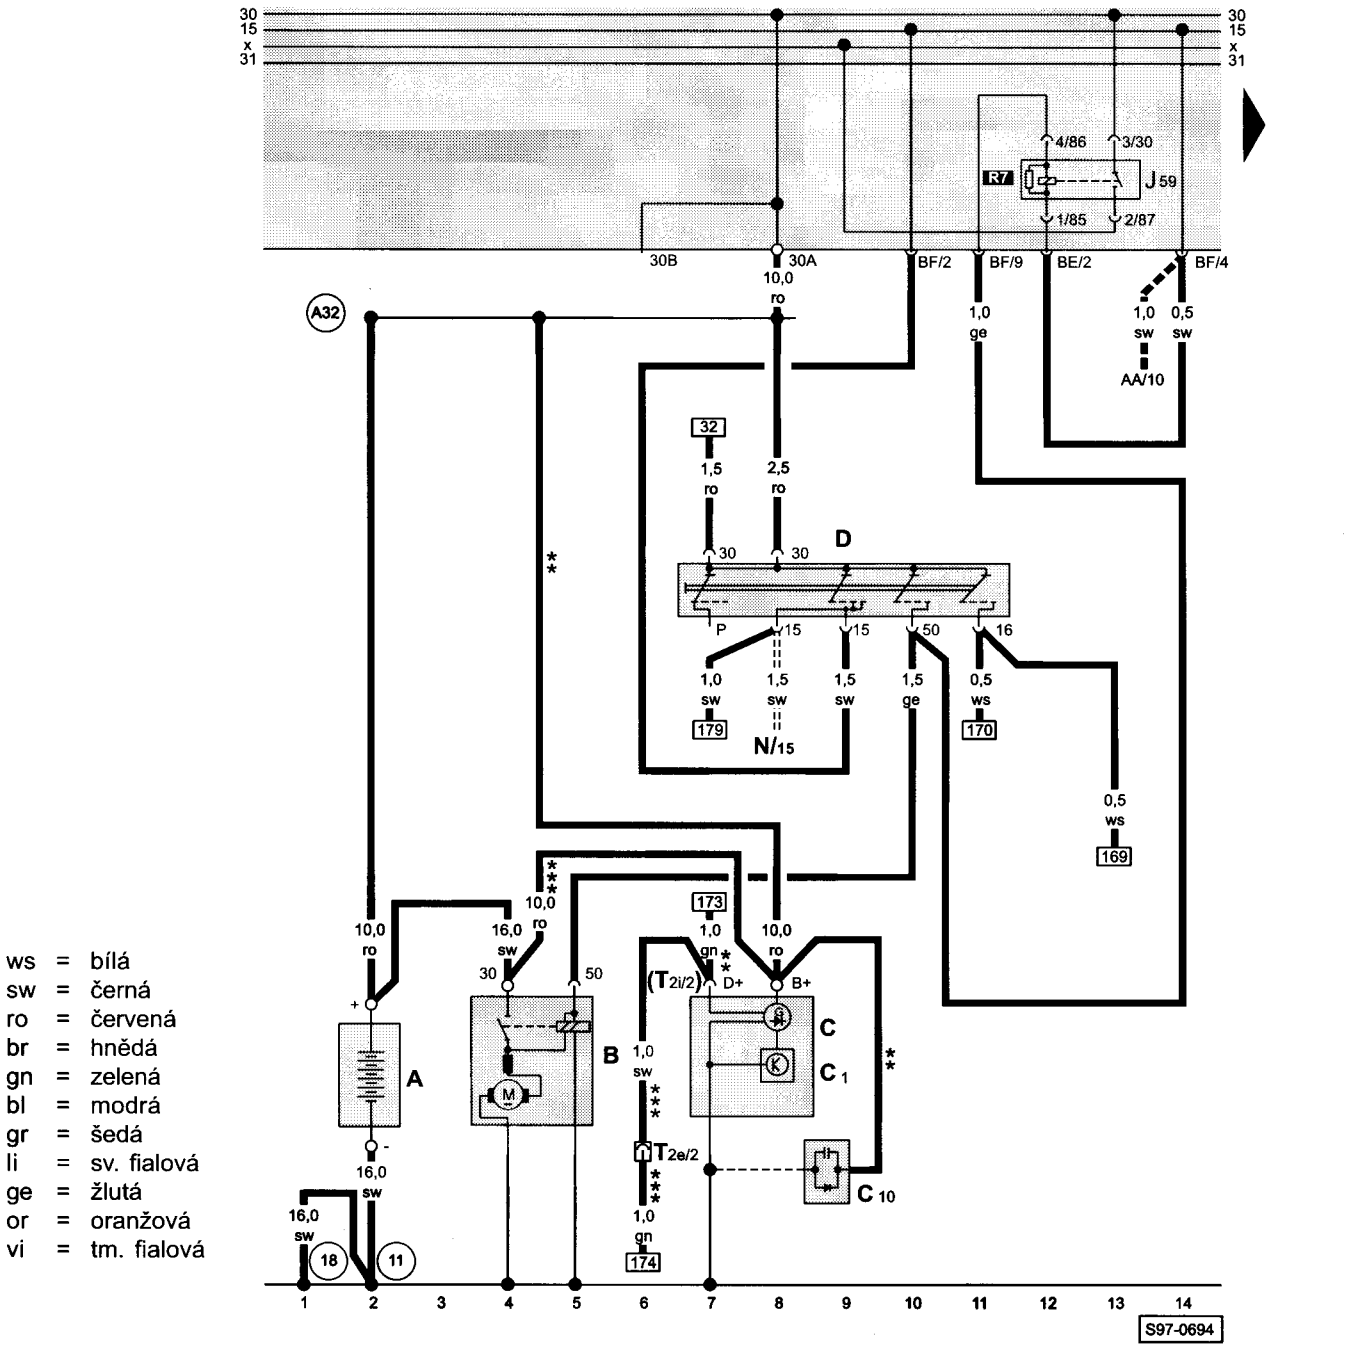 30 30
15 15
x x
31 31
4/86 3/30
R7 J 59
1/85 2/87
30B 30A BF/2 BF/9 BE/2 BF/4
10,0
ro
A32
1,0 1,0 0,5
ge sw sw
AA/10
32
1,5 2,5
ro ro
D
30 30
**
P 15 15 50 16
1,0 1,5 1,5 1,5 0,5
sw sw sw ge ws
179 170
N/15
0,5
ws
169
***
173
10,0 16,0 10,0 1,0 10,0
ro sw ro gn ro
**
30 50 (T2i/2) D+ B+
+
G
C
B
1,0
sw
**
K
C 1
A
M
***
-
T2e/2
***
16,0
sw
C 10
16,0
sw
1,0
gn
18 11
174
1 2 3 4 5 6 7 8 9 10 11 12 13 14
S97-0694
ws = bílá
sw = černá
ro = červená
br = hnědá
gn = zelená
bl = modrá
gr = šedá
li = sv. fialová
ge = žlutá
or = oranžová
vi = tm. fialová